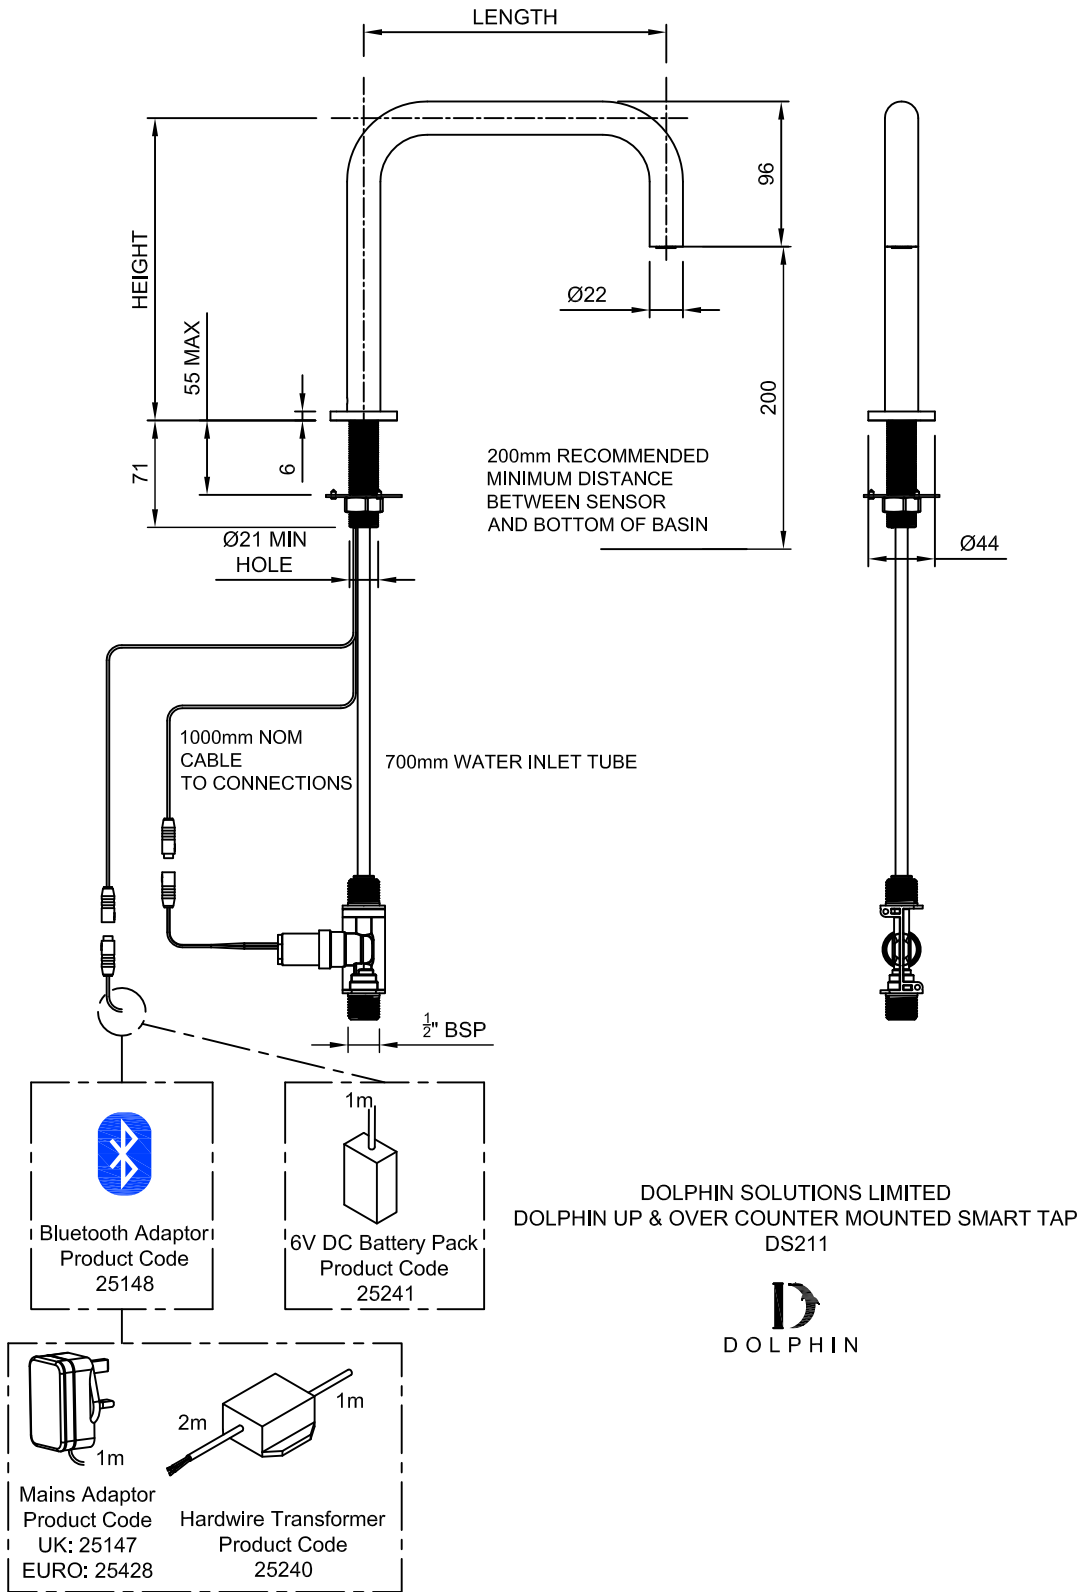 LENGTH
HEIGHT
96
Ø22
55 MAX
200
6
71
200mm RECOMMENDED
MINIMUM DISTANCE
BETWEEN SENSOR
AND BOTTOM OF BASIN
Ø21 MIN
HOLE
Ø44
1000mm NOM
CABLE
TO CONNECTIONS
700mm WATER INLET TUBE
1/2" BSP
1m
Bluetooth Adaptor
Product Code
25148
6V DC Battery Pack
Product Code
25241
DOLPHIN SOLUTIONS LIMITED
DOLPHIN UP & OVER COUNTER MOUNTED SMART TAP
DS211
DOLPHIN
1m
Mains Adaptor
Product Code
UK: 25147
EURO: 25428
2m
1m
Hardwire Transformer
Product Code
25240